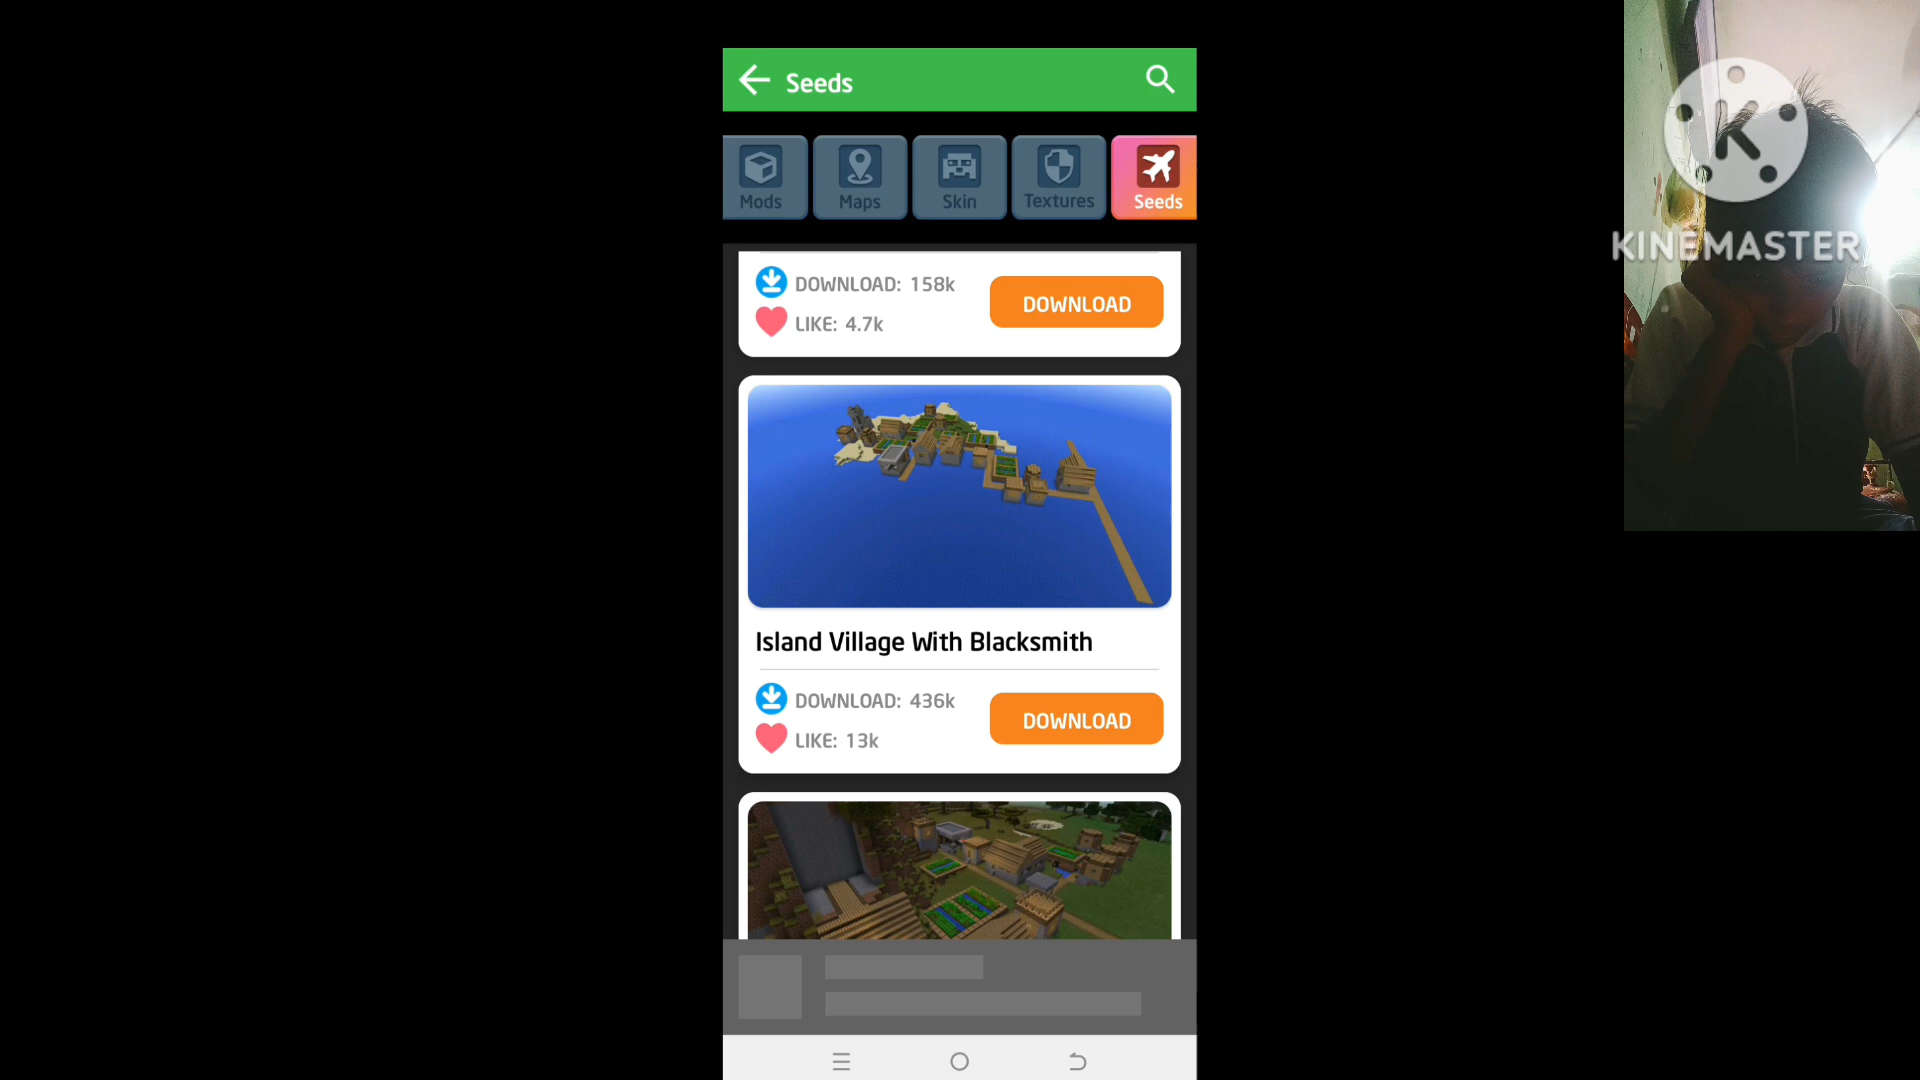 Seeds
Mods
Maps
Skin
Textures
Seeds
DOWNLOAD: 158k
LIKE: 4.7k
DOWNLOAD
Island Village With Blacksmith
DOWNLOAD: 436k
LIKE: 13k
DOWNLOAD
K
KINEMASTER